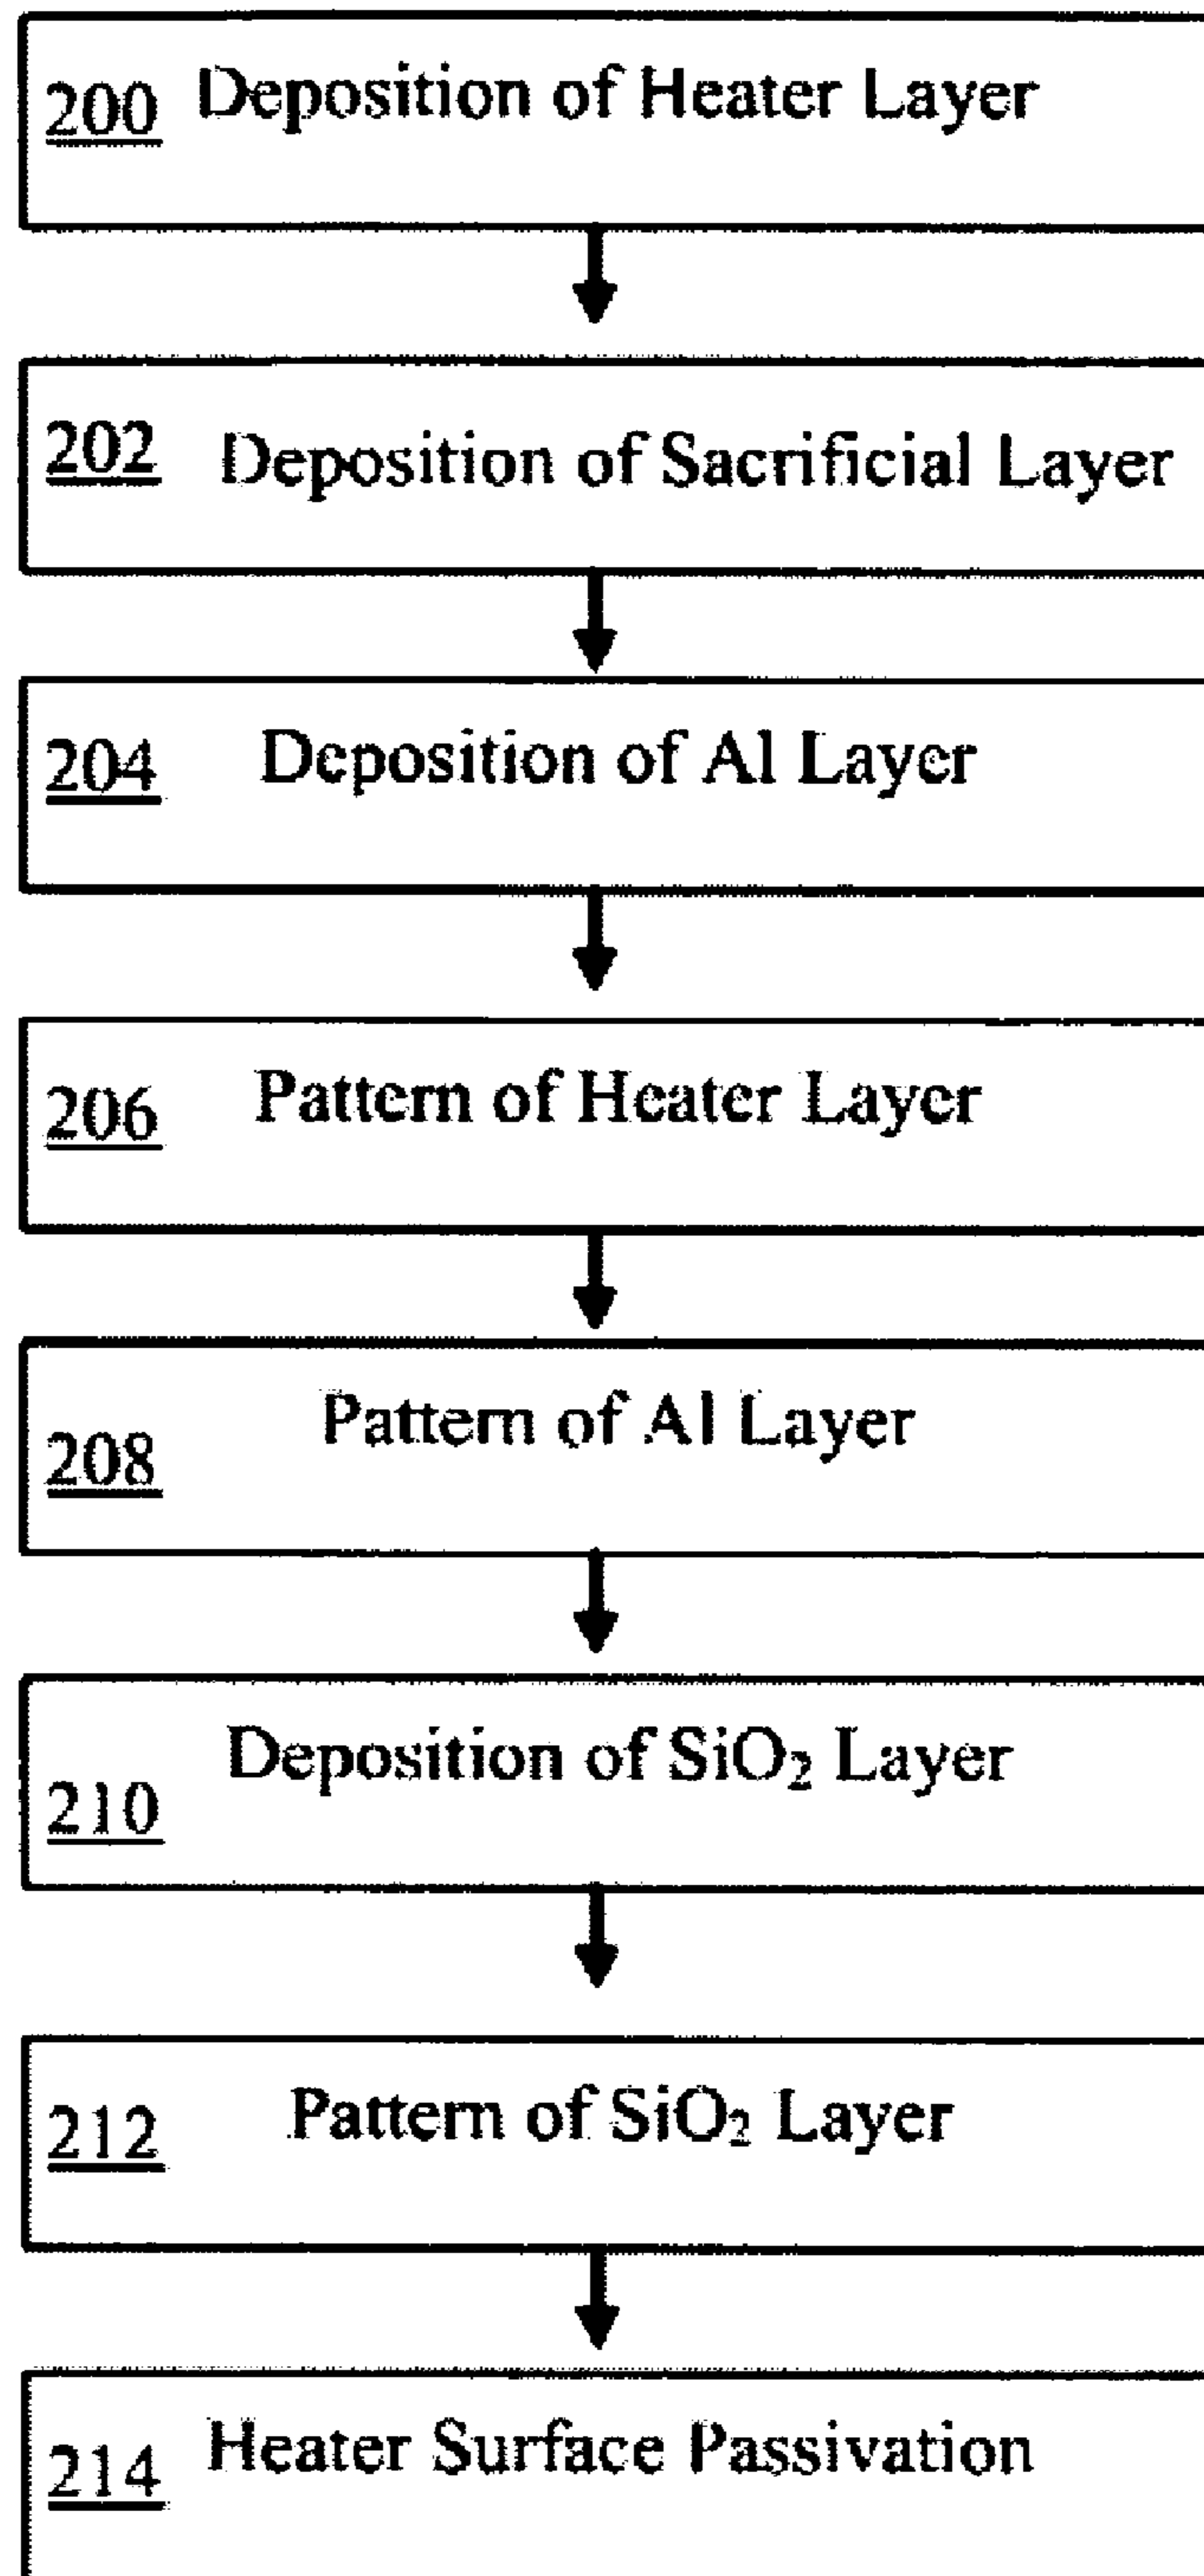 200 Deposition of Heater Layer
202 Deposition of Sacrificial Layer
204 Deposition of Al Layer
206 Pattern of Heater Layer
208 Pattern of Al Layer
210 Deposition of SiO₂ Layer
212 Pattern of SiO₂ Layer
214 Heater Surface Passivation